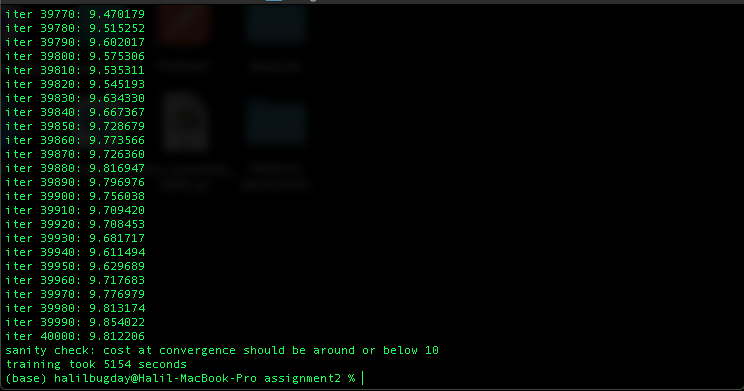 iter 39770: 9.470179
iter 39780: 9.515252
iter 39790: 9.602017
iter 39800: 9.575306
iter 39810: 9.535311
iter 39820: 9.545193
iter 39830: 9.634330
iter 39840: 9.667367
iter 39850: 9.728679
iter 39860: 9.773566
iter 39870: 9.726360
iter 39880: 9.816947
iter 39890: 9.796976
iter 39900: 9.756038
iter 39910: 9.709420
iter 39920: 9.708453
iter 39930: 9.681717
iter 39940: 9.611494
iter 39950: 9.629689
iter 39960: 9.717683
iter 39970: 9.776979
iter 39980: 9.813174
iter 39990: 9.854022
iter 40000: 9.812206
sanity check: cost at convergence should be around or below 10
training took 5154 seconds
(base) halilbugday@Halil-MacBook-Pro assignment2 %